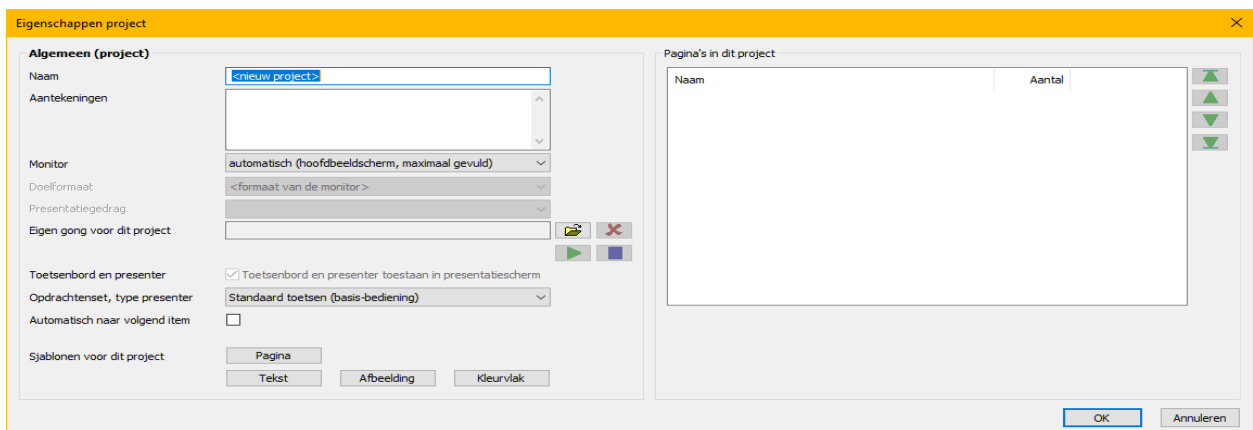 Eigenschappen project
Algemeen (project)
Naam
<nieuw project>
Aantekeningen
Monitor
automatisch (hoofdbeeldscherm, maximaal gevuld)
Doelformaat
<formaat van de monitor>
Presentatiegedrag
Eigen gong voor dit project
Toetsenbord en presenter
Toetsenbord en presenter toestaan in presentatiescherm
Opdrachtenset, type presenter
Standaard toetsen (basis-bediening)
Automatisch naar volgend item
Sjablonen voor dit project
Pagina
Tekst
Afbeelding
Kleurvlak
Pagina's in dit project
Naam
Aantal
OK
Annuleren